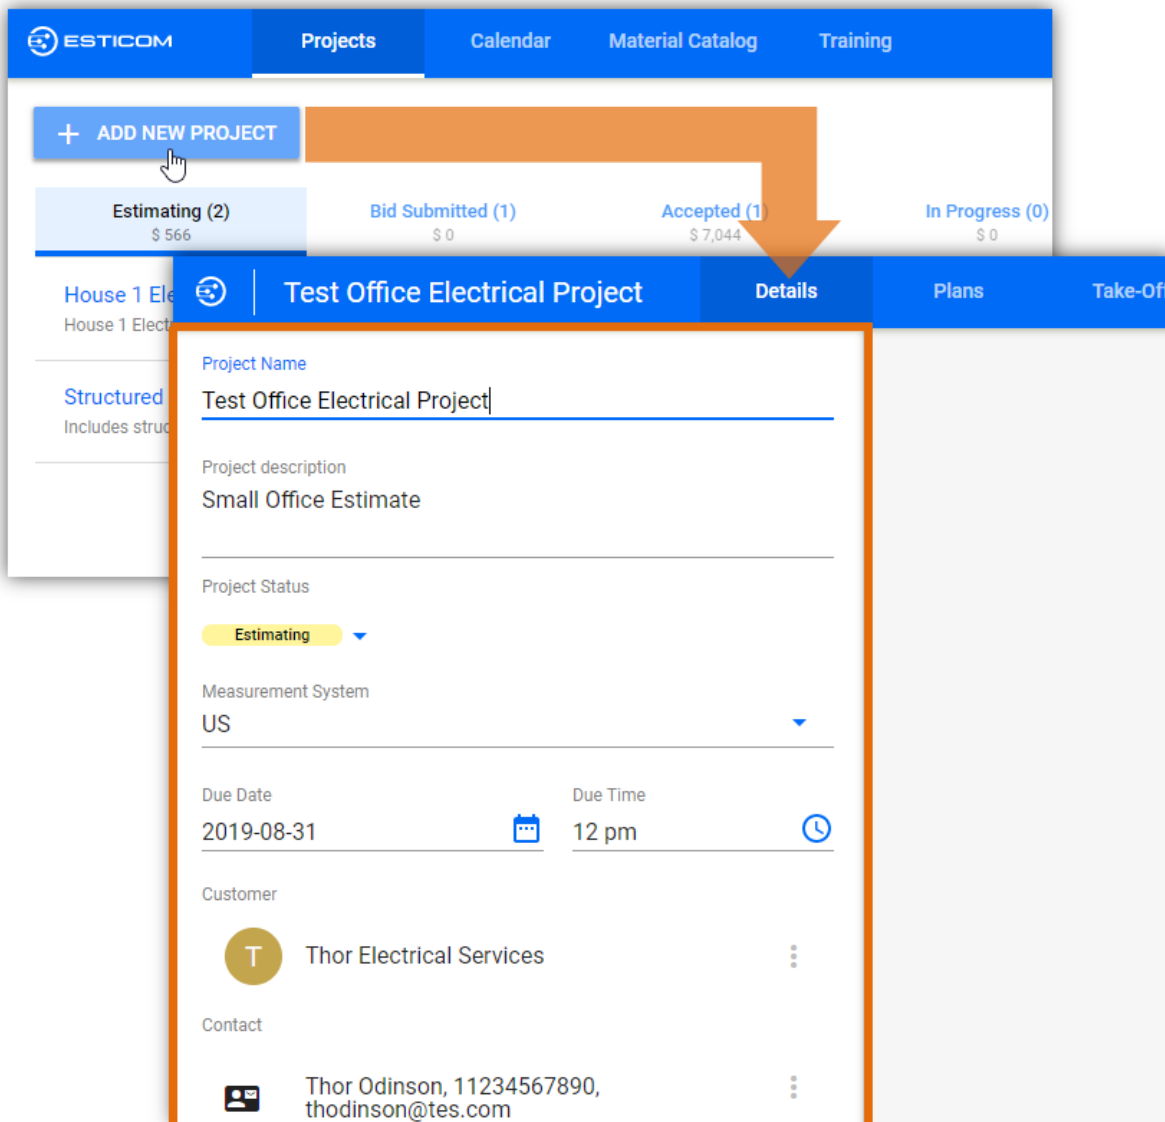 ESTICOM Projects Calendar Material Catalog Training
ADD NEW PROJECT
Estimating (2) Bid Submitted (1) Accepted (1) In Progress (0)
$ 566 $ 0 $ 7,044 $ 0
House 1 Ele
House 1 Elect
Structured
Includes struc
Test Office Electrical Project Details Plans Take-Off
Project Name
Test Office Electrical Project
Project description
Small Office Estimate
Project Status
Estimating
Measurement System
US
Due Date Due Time
2019-08-31 12 pm
Customer
T Thor Electrical Services
Contact
Thor Odinson, 11234567890,
thodinson@tes.com